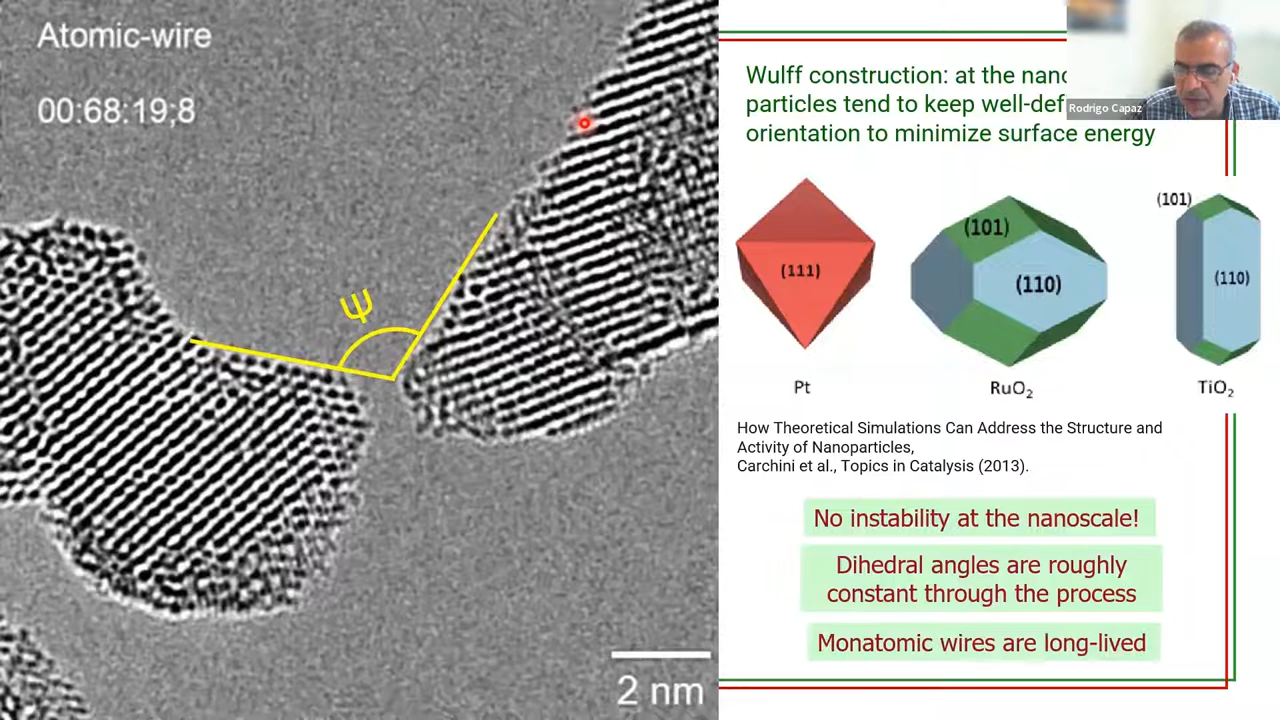 Atomic-wire
00:68:19;8
ψ
2 nm
Wulff construction: at the
particles tend to keep
orientation to minimize surface energy
Rodrigo Capaz
(111)
(101)
(110)
(101)
(110)
Pt
RuO₂
TiO₂
How Theoretical Simulations Can Address the Structure and
Activity of Nanoparticles,
Carchini et al., Topics in Catalysis (2013).
No instability at the nanoscale!
Dihedral angles are roughly
constant through the process
Monatomic wires are long-lived